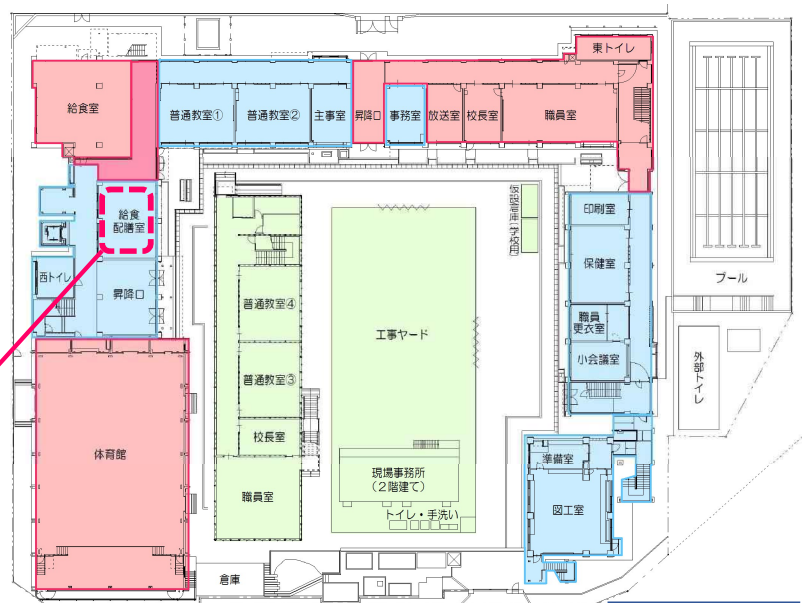 東トイレ
給食室
普通教室①
普通教室②
主事室
昇降口
事務室
放送室
校長室
職員室
給食
配膳室
西トイレ
昇降口
仮設倉庫(学校用)
印刷室
保健室
職員
更衣室
小会議室
プール
外部トイレ
普通教室④
普通教室③
校長室
職員室
工事ヤード
現場事務所
(2階建て)
トイレ・手洗い
体育館
倉庫
準備室
図工室